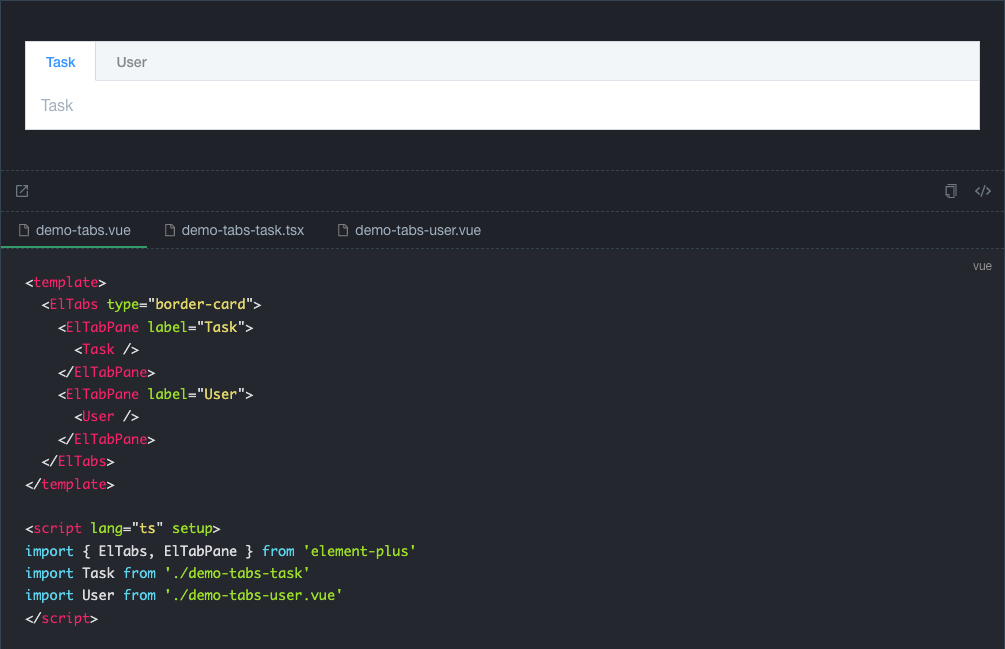 Task User
Task
demo-tabs.vue demo-tabs-task.tsx demo-tabs-user.vue
vue
<template>
  <ElTabs type="border-card">
    <ElTabPane label="Task">
      <Task />
    </ElTabPane>
    <ElTabPane label="User">
      <User />
    </ElTabPane>
  </ElTabs>
</template>

<script lang="ts" setup>
import { ElTabs, ElTabPane } from 'element-plus'
import Task from './demo-tabs-task'
import User from './demo-tabs-user.vue'
</script>